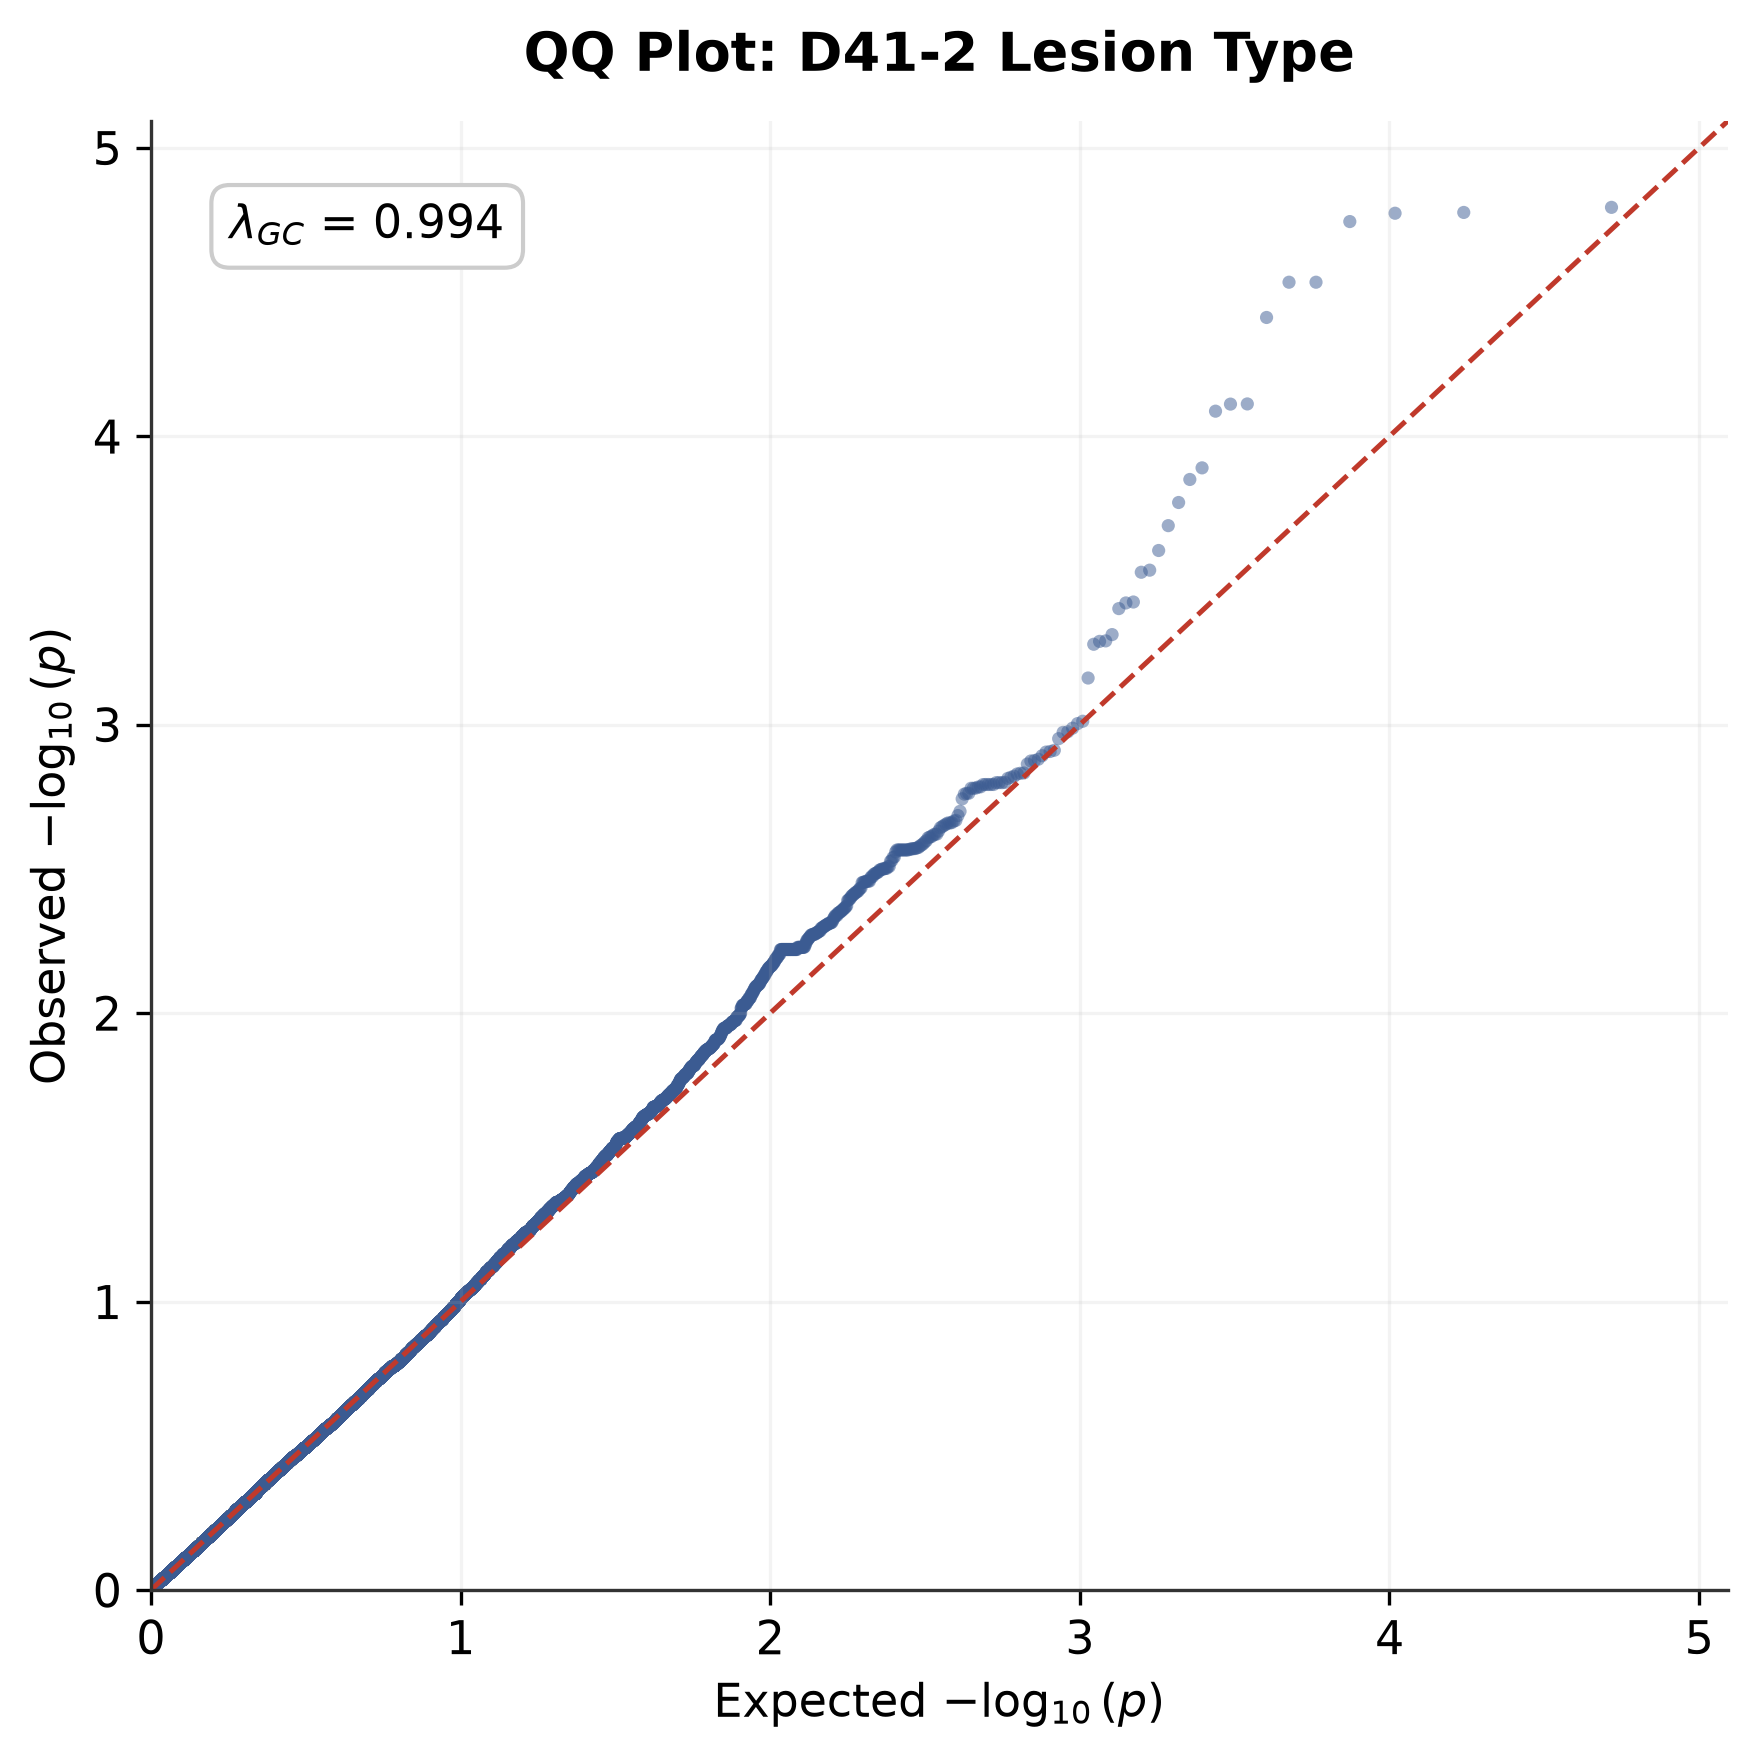 QQ Plot: D41-2 Lesion Type
λGC = 0.994
Observed −log10(p)
5
4
3
2
1
0
0 1 2 3 4 5
Expected −log10(p)